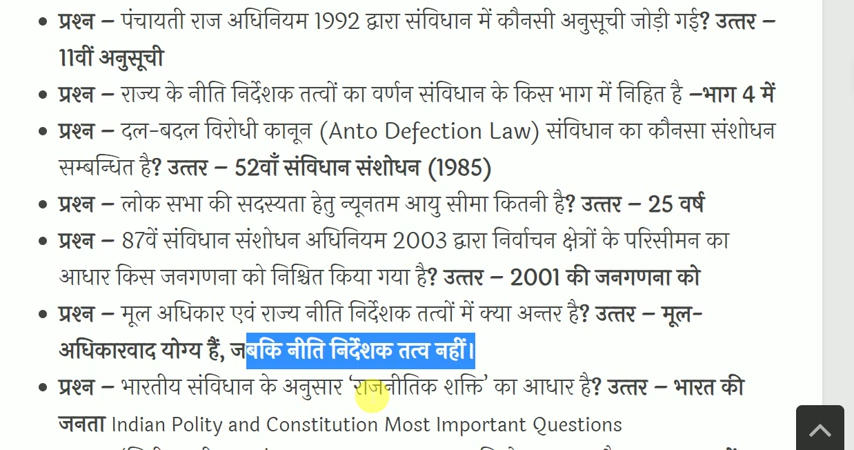 प्रश्न – पंचायती राज अधिनियम 1992 द्वारा संविधान में कौनसी अनुसूची जोड़ी गई? उत्तर –
11वीं अनुसूची
प्रश्न – राज्य के नीति निर्देशक तत्वों का वर्णन संविधान के किस भाग में निहित है –भाग 4 में
प्रश्न – दल-बदल विरोधी कानून (Anto Defection Law) संविधान का कौनसा संशोधन
सम्बन्धित है? उत्तर – 52वाँ संविधान संशोधन (1985)
प्रश्न – लोक सभा की सदस्यता हेतु न्यूनतम आयु सीमा कितनी है? उत्तर – 25 वर्ष
प्रश्न – 87वें संविधान संशोधन अधिनियम 2003 द्वारा निर्वाचन क्षेत्रों के परिसीमन का
आधार किस जनगणना को निश्चित किया गया है? उत्तर – 2001 की जनगणना को
प्रश्न – मूल अधिकार एवं राज्य नीति निर्देशक तत्वों में क्या अन्तर है? उत्तर – मूल-
अधिकारवाद योग्य हैं, जबकि नीति निर्देशक तत्व नहीं।
प्रश्न – भारतीय संविधान के अनुसार ‘राजनीतिक शक्ति’ का आधार है? उत्तर – भारत की
जनता Indian Polity and Constitution Most Important Questions